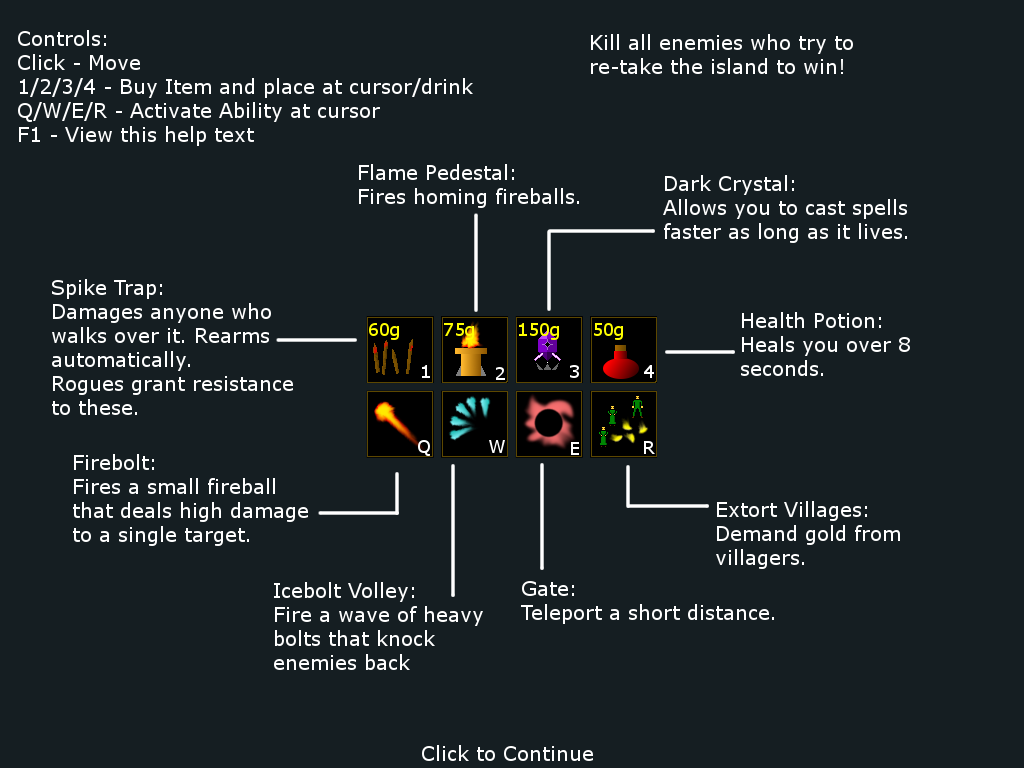 Controls:
Click - Move
1/2/3/4 - Buy Item and place at cursor/drink
Q/W/E/R - Activate Ability at cursor
F1 - View this help text
Kill all enemies who try to
re-take the island to win!
Flame Pedestal:
Fires homing fireballs.
Dark Crystal:
Allows you to cast spells
faster as long as it lives.
Spike Trap:
Damages anyone who
walks over it. Rearms
automatically.
Rogues grant resistance
to these.
60g
75g
150g
50g
1
2
3
4
Health Potion:
Heals you over 8
seconds.
Q
W
E
R
Firebolt:
Fires a small fireball
that deals high damage
to a single target.
Extort Villages:
Demand gold from
villagers.
Icebolt Volley:
Fire a wave of heavy
bolts that knock
enemies back
Gate:
Teleport a short distance.
Click to Continue